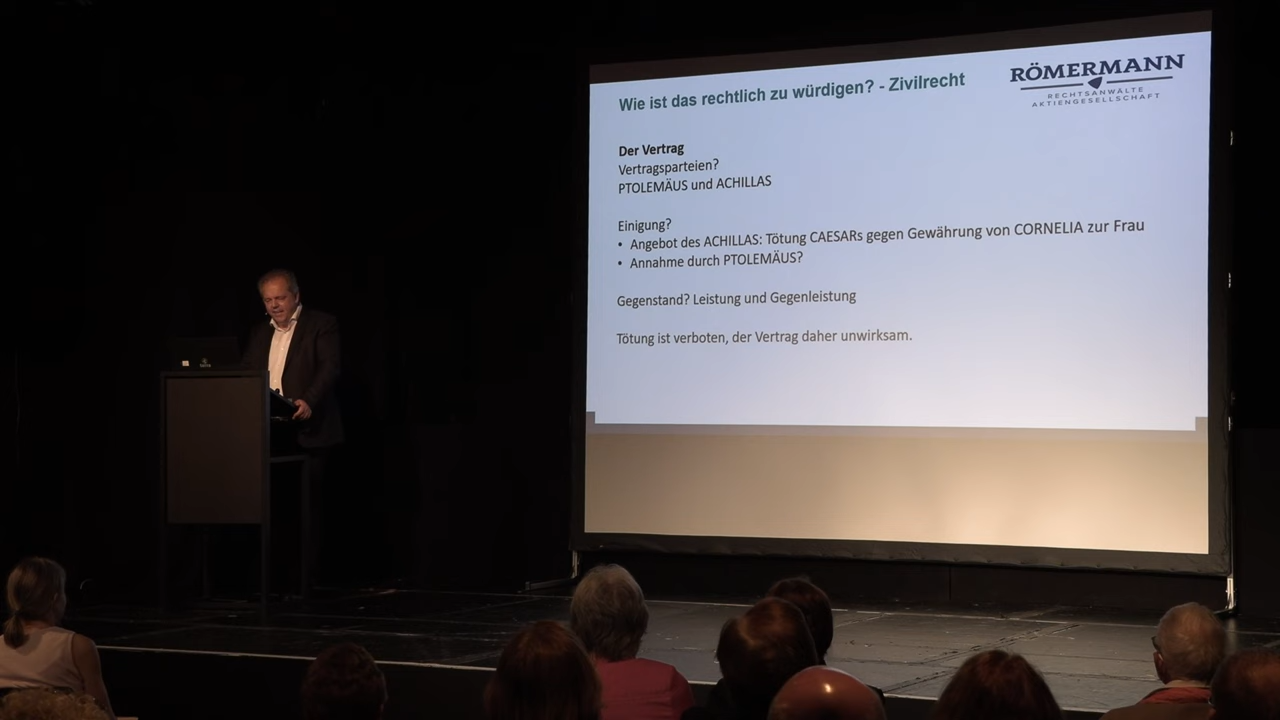 Wie ist das rechtlich zu würdigen? - Zivilrecht
RÖMERMANN
RECHTSANWÄLTE
AKTIENGESELLSCHAFT
Der Vertrag
Vertragsparteien?
PTOLEMÄUS und ACHILLAS
Einigung?
• Angebot des ACHILLAS: Tötung CAESARs gegen Gewährung von CORNELIA zur Frau
• Annahme durch PTOLEMÄUS?
Gegenstand? Leistung und Gegenleistung
Tötung ist verboten, der Vertrag daher unwirksam.